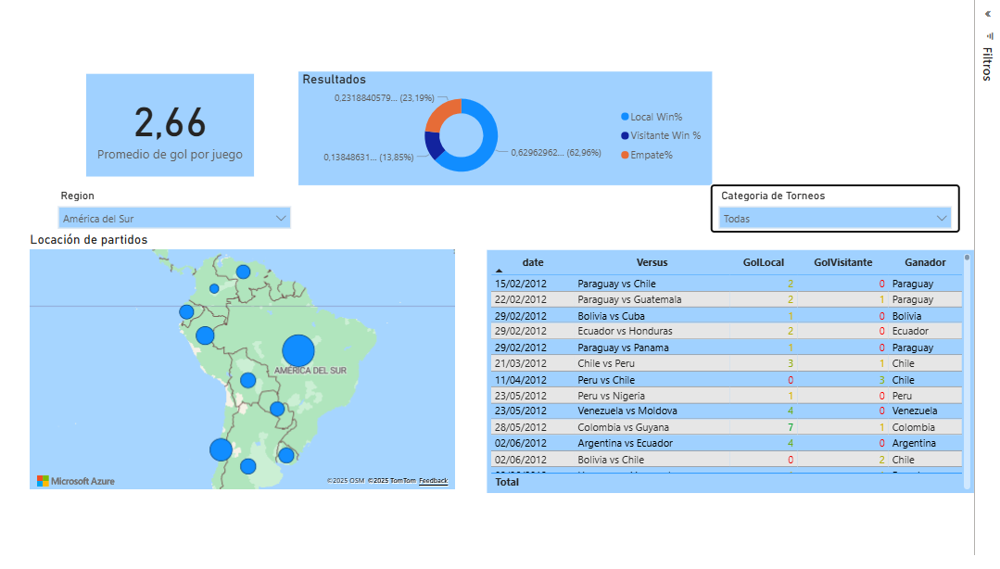 Filtros
2,66
Promedio de gol por juego
Resultados
0,2318840579... (23,19%)
0,13848631... (13,85%)
0,62962962... (62,96%)
Local Win%
Visitante Win %
Empate%
Region
América del Sur
Categoria de Torneos
Todas
Locación de partidos
AMÉRICA DEL SUR
Microsoft Azure
©2025 OSM ©2025 TomTom Feedback
date Versus GolLocal GolVisitante Ganador
15/02/2012 Paraguay vs Chile 2 0 Paraguay
22/02/2012 Paraguay vs Guatemala 2 1 Paraguay
29/02/2012 Bolivia vs Cuba 1 0 Bolivia
29/02/2012 Ecuador vs Honduras 2 0 Ecuador
29/02/2012 Paraguay vs Panama 1 0 Paraguay
21/03/2012 Chile vs Peru 3 1 Chile
11/04/2012 Peru vs Chile 0 3 Chile
23/05/2012 Peru vs Nigeria 1 0 Peru
23/05/2012 Venezuela vs Moldova 4 0 Venezuela
28/05/2012 Colombia vs Guyana 7 1 Colombia
02/06/2012 Argentina vs Ecuador 4 0 Argentina
02/06/2012 Bolivia vs Chile 0 2 Chile
Total